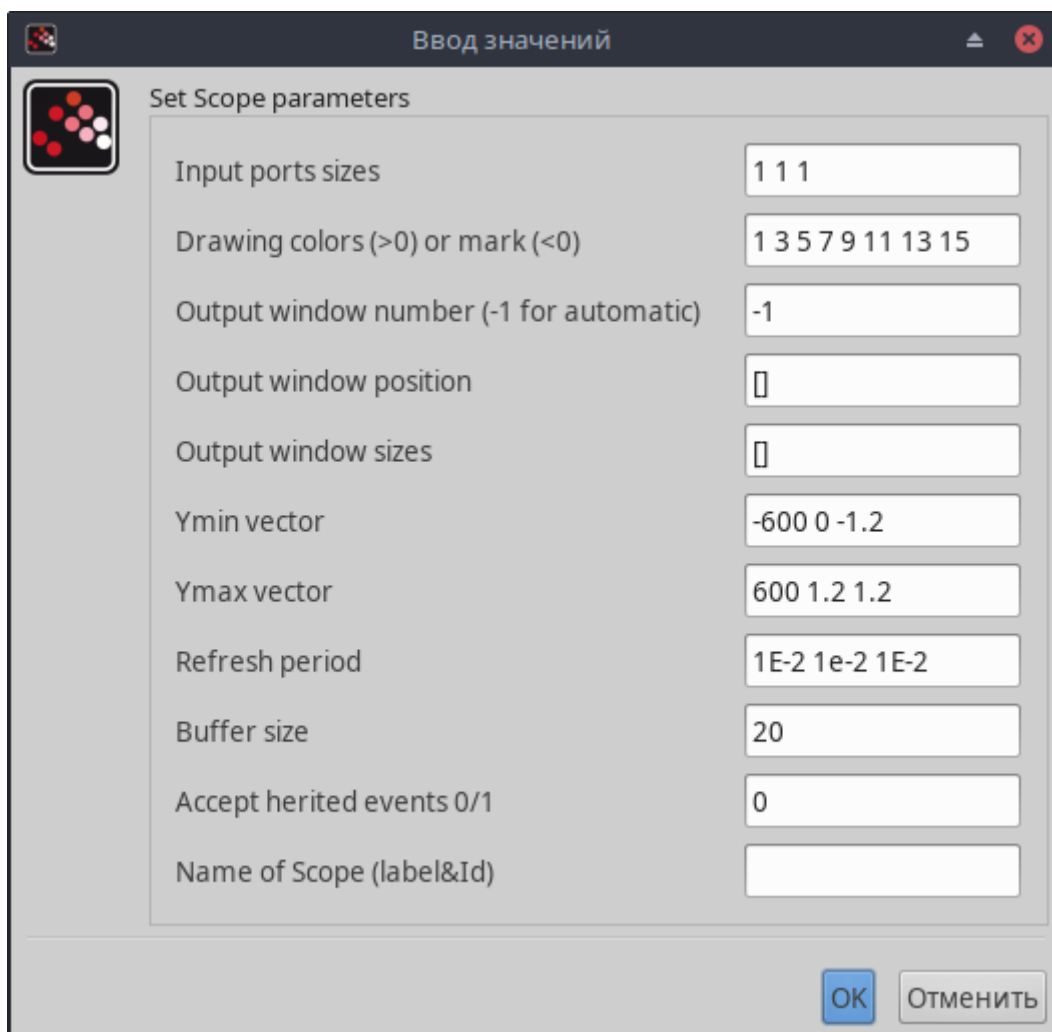 Ввод значений
Set Scope parameters
Input ports sizes 1 1 1
Drawing colors (>0) or mark (<0) 1 3 5 7 9 11 13 15
Output window number (-1 for automatic) -1
Output window position []
Output window sizes []
Ymin vector -600 0 -1.2
Ymax vector 600 1.2 1.2
Refresh period 1E-2 1e-2 1E-2
Buffer size 20
Accept herited events 0/1 0
Name of Scope (label&Id)
OK Отменить